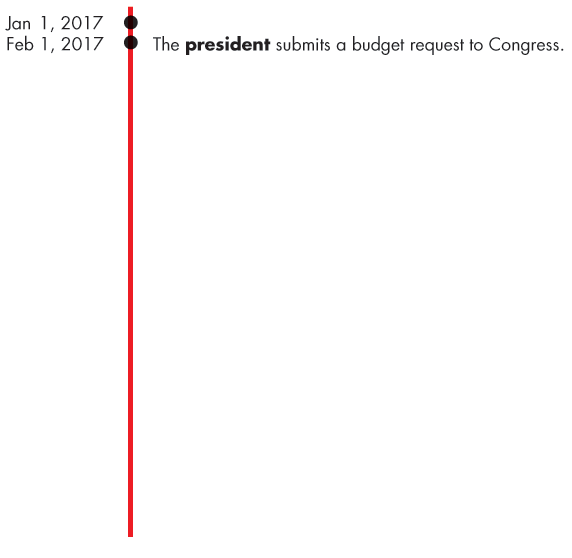 Jan 1, 2017
Feb 1, 2017 The president submits a budget request to Congress.